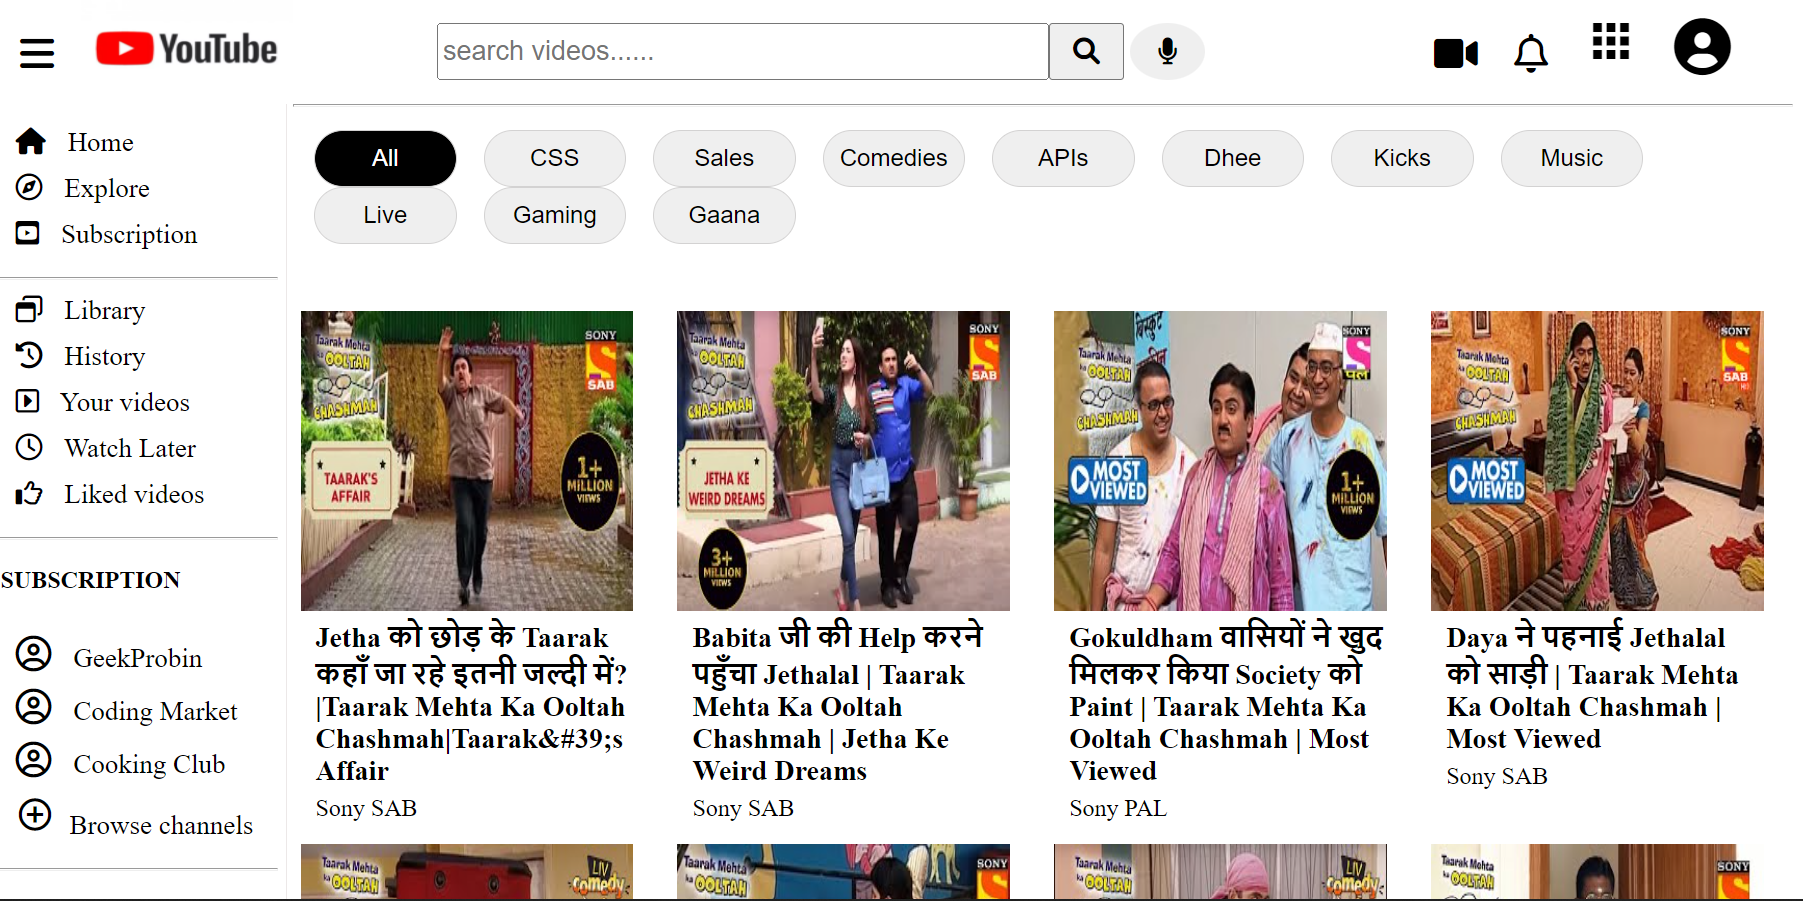 YouTube
search videos......
Home
Explore
Subscription
Library
History
Your videos
Watch Later
Liked videos
SUBSCRIPTION
GeekProbin
Coding Market
Cooking Club
Browse channels
All
CSS
Sales
Comedies
APIs
Dhee
Kicks
Music
Live
Gaming
Gaana
Taarak Mehta
ka OOLTAH
CHASHMAH
SONY
SAB
TAARAK'S
AFFAIR
1+
MILLION
VIEWS
Jetha को छोड़ के Taarak
कहाँ जा रहे इतनी जल्दी में?
|Taarak Mehta Ka Ooltah
Chashmah|Taarak&#39;s
Affair
Sony SAB
Taarak Mehta
ka OOLTAH
CHASHMAH
SONY
SAB
JETHA KE
WEIRD DREAMS
3+
MILLION
VIEWS
Babita जी की Help करने
पहुँचा Jethalal | Taarak
Mehta Ka Ooltah
Chashmah | Jetha Ke
Weird Dreams
Sony SAB
बिस्कुट
Taarak Mehta
ka OOLTAH
CHASHMAH
SONY
पल
MOST
VIEWED
1+
MILLION
VIEWS
Gokuldham वासियों ने खुद
मिलकर किया Society को
Paint | Taarak Mehta Ka
Ooltah Chashmah | Most
Viewed
Sony PAL
Taarak Mehta
ka OOLTAH
CHASHMAH
SONY
SAB
MOST
VIEWED
Daya ने पहनाई Jethalal
को साड़ी | Taarak Mehta
Ka Ooltah Chashmah |
Most Viewed
Sony SAB
Taarak Mehta
ka OOLTAH
LIV
Comedy
Taarak Mehta
ka OOLTAH
SONY
Taarak Mehta
ka OOLTAH
LIV
Comedy
Taarak Mehta
ka OOLTAH
SONY
SAB